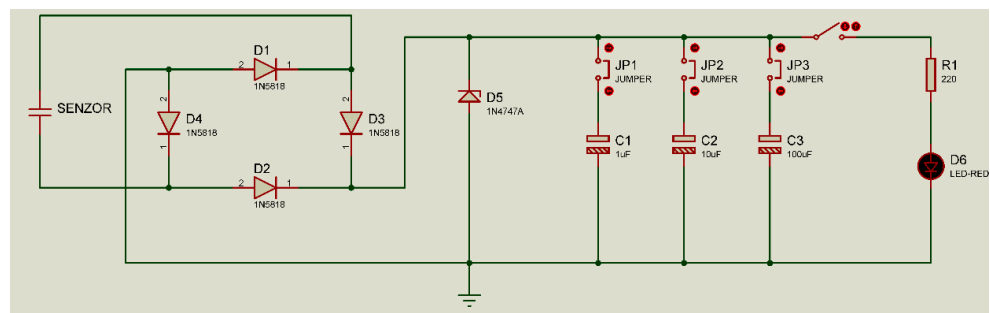 SENZOR
D1
2
1
1N5818
D4
2
1
1N5818
D3
2
1
1N5818
D2
2
1
1N5818
D5
1N4747A
JP1
JUMPER
JP2
JUMPER
JP3
JUMPER
C1
1uF
C2
10uF
C3
100uF
R1
220
D6
LED-RED